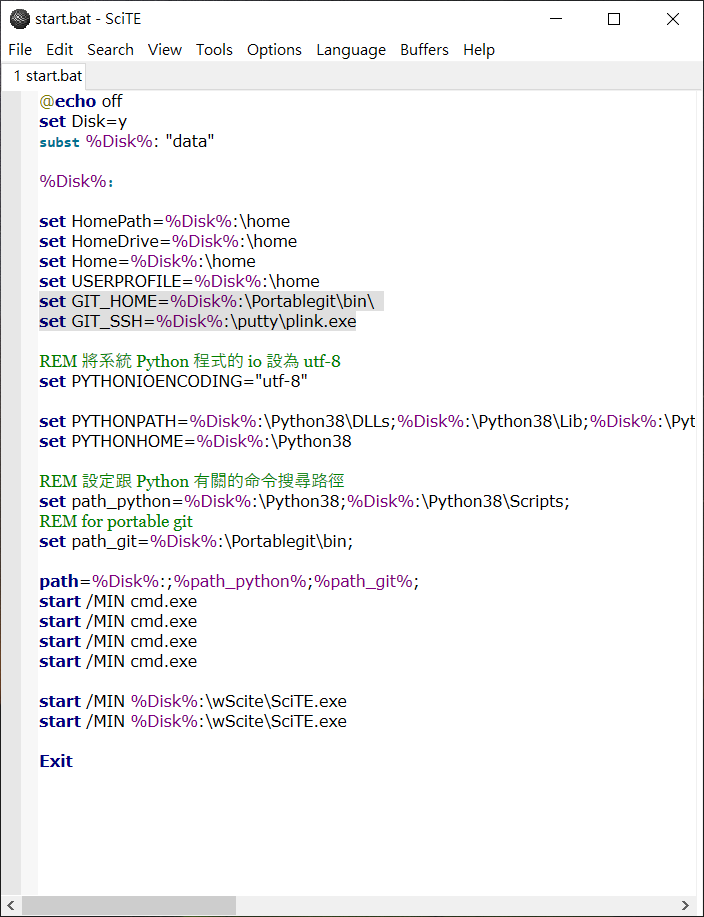 start.bat - SciTE
File Edit Search View Tools Options Language Buffers Help
1 start.bat
@echo off
set Disk=y
subst %Disk%: "data"
%Disk%:
set HomePath=%Disk%:\home
set HomeDrive=%Disk%:\home
set Home=%Disk%:\home
set USERPROFILE=%Disk%:\home
set GIT_HOME=%Disk%:\Portablegit\bin\
set GIT_SSH=%Disk%:\putty\plink.exe
REM 將系統 Python 程式的 io 設為 utf-8
set PYTHONIOENCODING="utf-8"
set PYTHONPATH=%Disk%:\Python38\DLLs;%Disk%:\Python38\Lib;%Disk%:\Pyt
set PYTHONHOME=%Disk%:\Python38
REM 設定跟 Python 有關的命令搜尋路徑
set path_python=%Disk%:\Python38;%Disk%:\Python38\Scripts;
REM for portable git
set path_git=%Disk%:\Portablegit\bin;
path=%Disk%:;%path_python%;%path_git%;
start /MIN cmd.exe
start /MIN cmd.exe
start /MIN cmd.exe
start /MIN cmd.exe
start /MIN %Disk%:\wScite\SciTE.exe
start /MIN %Disk%:\wScite\SciTE.exe
Exit